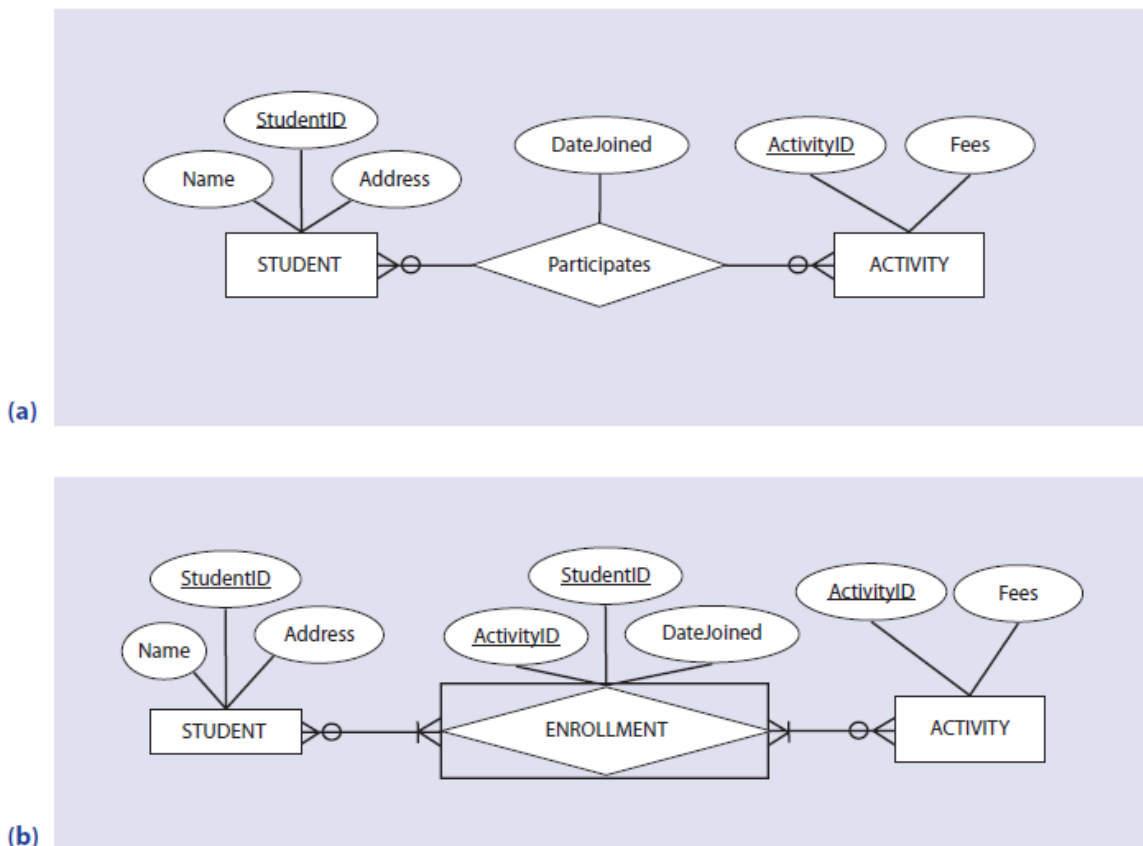 StudentID
DateJoined
ActivityID
Fees
Name
Address
STUDENT
Participates
ACTIVITY
(a)
StudentID
StudentID
ActivityID
Fees
Name
Address
ActivityID
DateJoined
STUDENT
ENROLLMENT
ACTIVITY
(b)